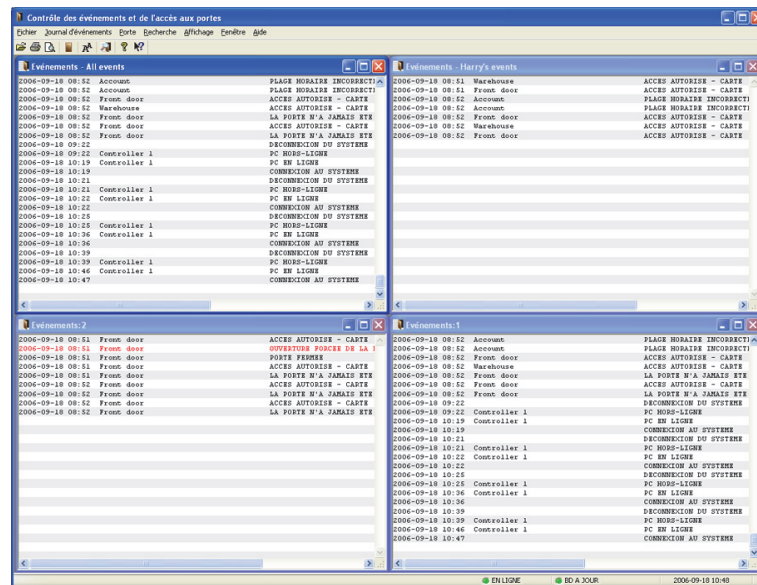 Contrôle des événements et de l'accès aux portes
Fichier Journal d'événements Porte Recherche Affichage Fenêtre Aide
Evénements - All events
2006-09-18 08:52 Account PLAGE HORAIRE INCORRECTE
2006-09-18 08:52 Account PLAGE HORAIRE INCORRECTE
2006-09-18 08:52 Front door ACCES AUTORISE - CARTE
2006-09-18 08:52 Warehouse ACCES AUTORISE - CARTE
2006-09-18 08:52 Front door LA PORTE N'A JAMAIS ETE
2006-09-18 08:52 Front door ACCES AUTORISE - CARTE
2006-09-18 08:52 Front door LA PORTE N'A JAMAIS ETE
2006-09-18 09:22 DECONNEXION DU SYSTEME
2006-09-18 09:22 Controller 1 PC HORS-LIGNE
2006-09-18 10:19 Controller 1 PC EN LIGNE
2006-09-18 10:19 CONNEXION AU SYSTEME
2006-09-18 10:21 DECONNEXION DU SYSTEME
2006-09-18 10:21 Controller 1 PC HORS-LIGNE
2006-09-18 10:22 Controller 1 PC EN LIGNE
2006-09-18 10:22 CONNEXION AU SYSTEME
2006-09-18 10:25 DECONNEXION DU SYSTEME
2006-09-18 10:25 Controller 1 PC HORS-LIGNE
2006-09-18 10:36 Controller 1 PC EN LIGNE
2006-09-18 10:36 CONNEXION AU SYSTEME
2006-09-18 10:39 DECONNEXION DU SYSTEME
2006-09-18 10:39 Controller 1 PC HORS-LIGNE
2006-09-18 10:46 Controller 1 PC EN LIGNE
2006-09-18 10:47 CONNEXION AU SYSTEME
Evénements - Harry's events
2006-09-18 08:51 Warehouse ACCES AUTORISE - CARTE
2006-09-18 08:51 Front door ACCES AUTORISE - CARTE
2006-09-18 08:52 Account PLAGE HORAIRE INCORRECTE
2006-09-18 08:52 Account PLAGE HORAIRE INCORRECTE
2006-09-18 08:52 Front door ACCES AUTORISE - CARTE
2006-09-18 08:52 Warehouse ACCES AUTORISE - CARTE
2006-09-18 08:52 Front door ACCES AUTORISE - CARTE
Evénements:2
2006-09-18 08:51 Front door ACCES AUTORISE - CARTE
2006-09-18 08:51 Front door OUVERTURE FORCEE DE LA
2006-09-18 08:51 Front door PORTE FERMEE
2006-09-18 08:51 Front door ACCES AUTORISE - CARTE
2006-09-18 08:51 Front door LA PORTE N'A JAMAIS ETE
2006-09-18 08:52 Front door ACCES AUTORISE - CARTE
2006-09-18 08:52 Front door LA PORTE N'A JAMAIS ETE
2006-09-18 08:52 Front door ACCES AUTORISE - CARTE
2006-09-18 08:52 Front door LA PORTE N'A JAMAIS ETE
Evénements:1
2006-09-18 08:52 Account PLAGE HORAIRE INCORRECTE
2006-09-18 08:52 Account PLAGE HORAIRE INCORRECTE
2006-09-18 08:52 Front door ACCES AUTORISE - CARTE
2006-09-18 08:52 Warehouse ACCES AUTORISE - CARTE
2006-09-18 08:52 Front door LA PORTE N'A JAMAIS ETE
2006-09-18 08:52 Front door ACCES AUTORISE - CARTE
2006-09-18 08:52 Front door LA PORTE N'A JAMAIS ETE
2006-09-18 09:22 DECONNEXION DU SYSTEME
2006-09-18 09:22 Controller 1 PC HORS-LIGNE
2006-09-18 10:19 Controller 1 PC EN LIGNE
2006-09-18 10:19 CONNEXION AU SYSTEME
2006-09-18 10:21 DECONNEXION DU SYSTEME
2006-09-18 10:21 Controller 1 PC HORS-LIGNE
2006-09-18 10:22 Controller 1 PC EN LIGNE
2006-09-18 10:22 CONNEXION AU SYSTEME
2006-09-18 10:25 DECONNEXION DU SYSTEME
2006-09-18 10:25 Controller 1 PC HORS-LIGNE
2006-09-18 10:36 Controller 1 PC EN LIGNE
2006-09-18 10:36 CONNEXION AU SYSTEME
2006-09-18 10:39 DECONNEXION DU SYSTEME
2006-09-18 10:39 Controller 1 PC HORS-LIGNE
2006-09-18 10:46 Controller 1 PC EN LIGNE
2006-09-18 10:47 CONNEXION AU SYSTEME
EN LIGNE BD A JOUR 2006-09-18 10:48